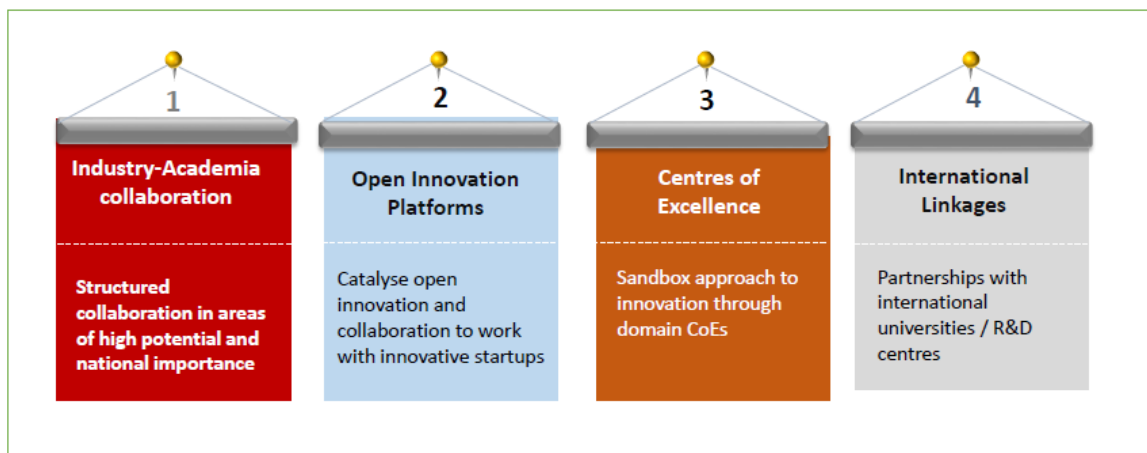 1
Industry-Academia
collaboration
Structured
collaboration in areas
of high potential and
national importance
2
Open Innovation
Platforms
Catalyse open
innovation and
collaboration to work
with innovative startups
3
Centres of
Excellence
Sandbox approach to
innovation through
domain CoEs
4
International
Linkages
Partnerships with
international
universities / R&D
centres